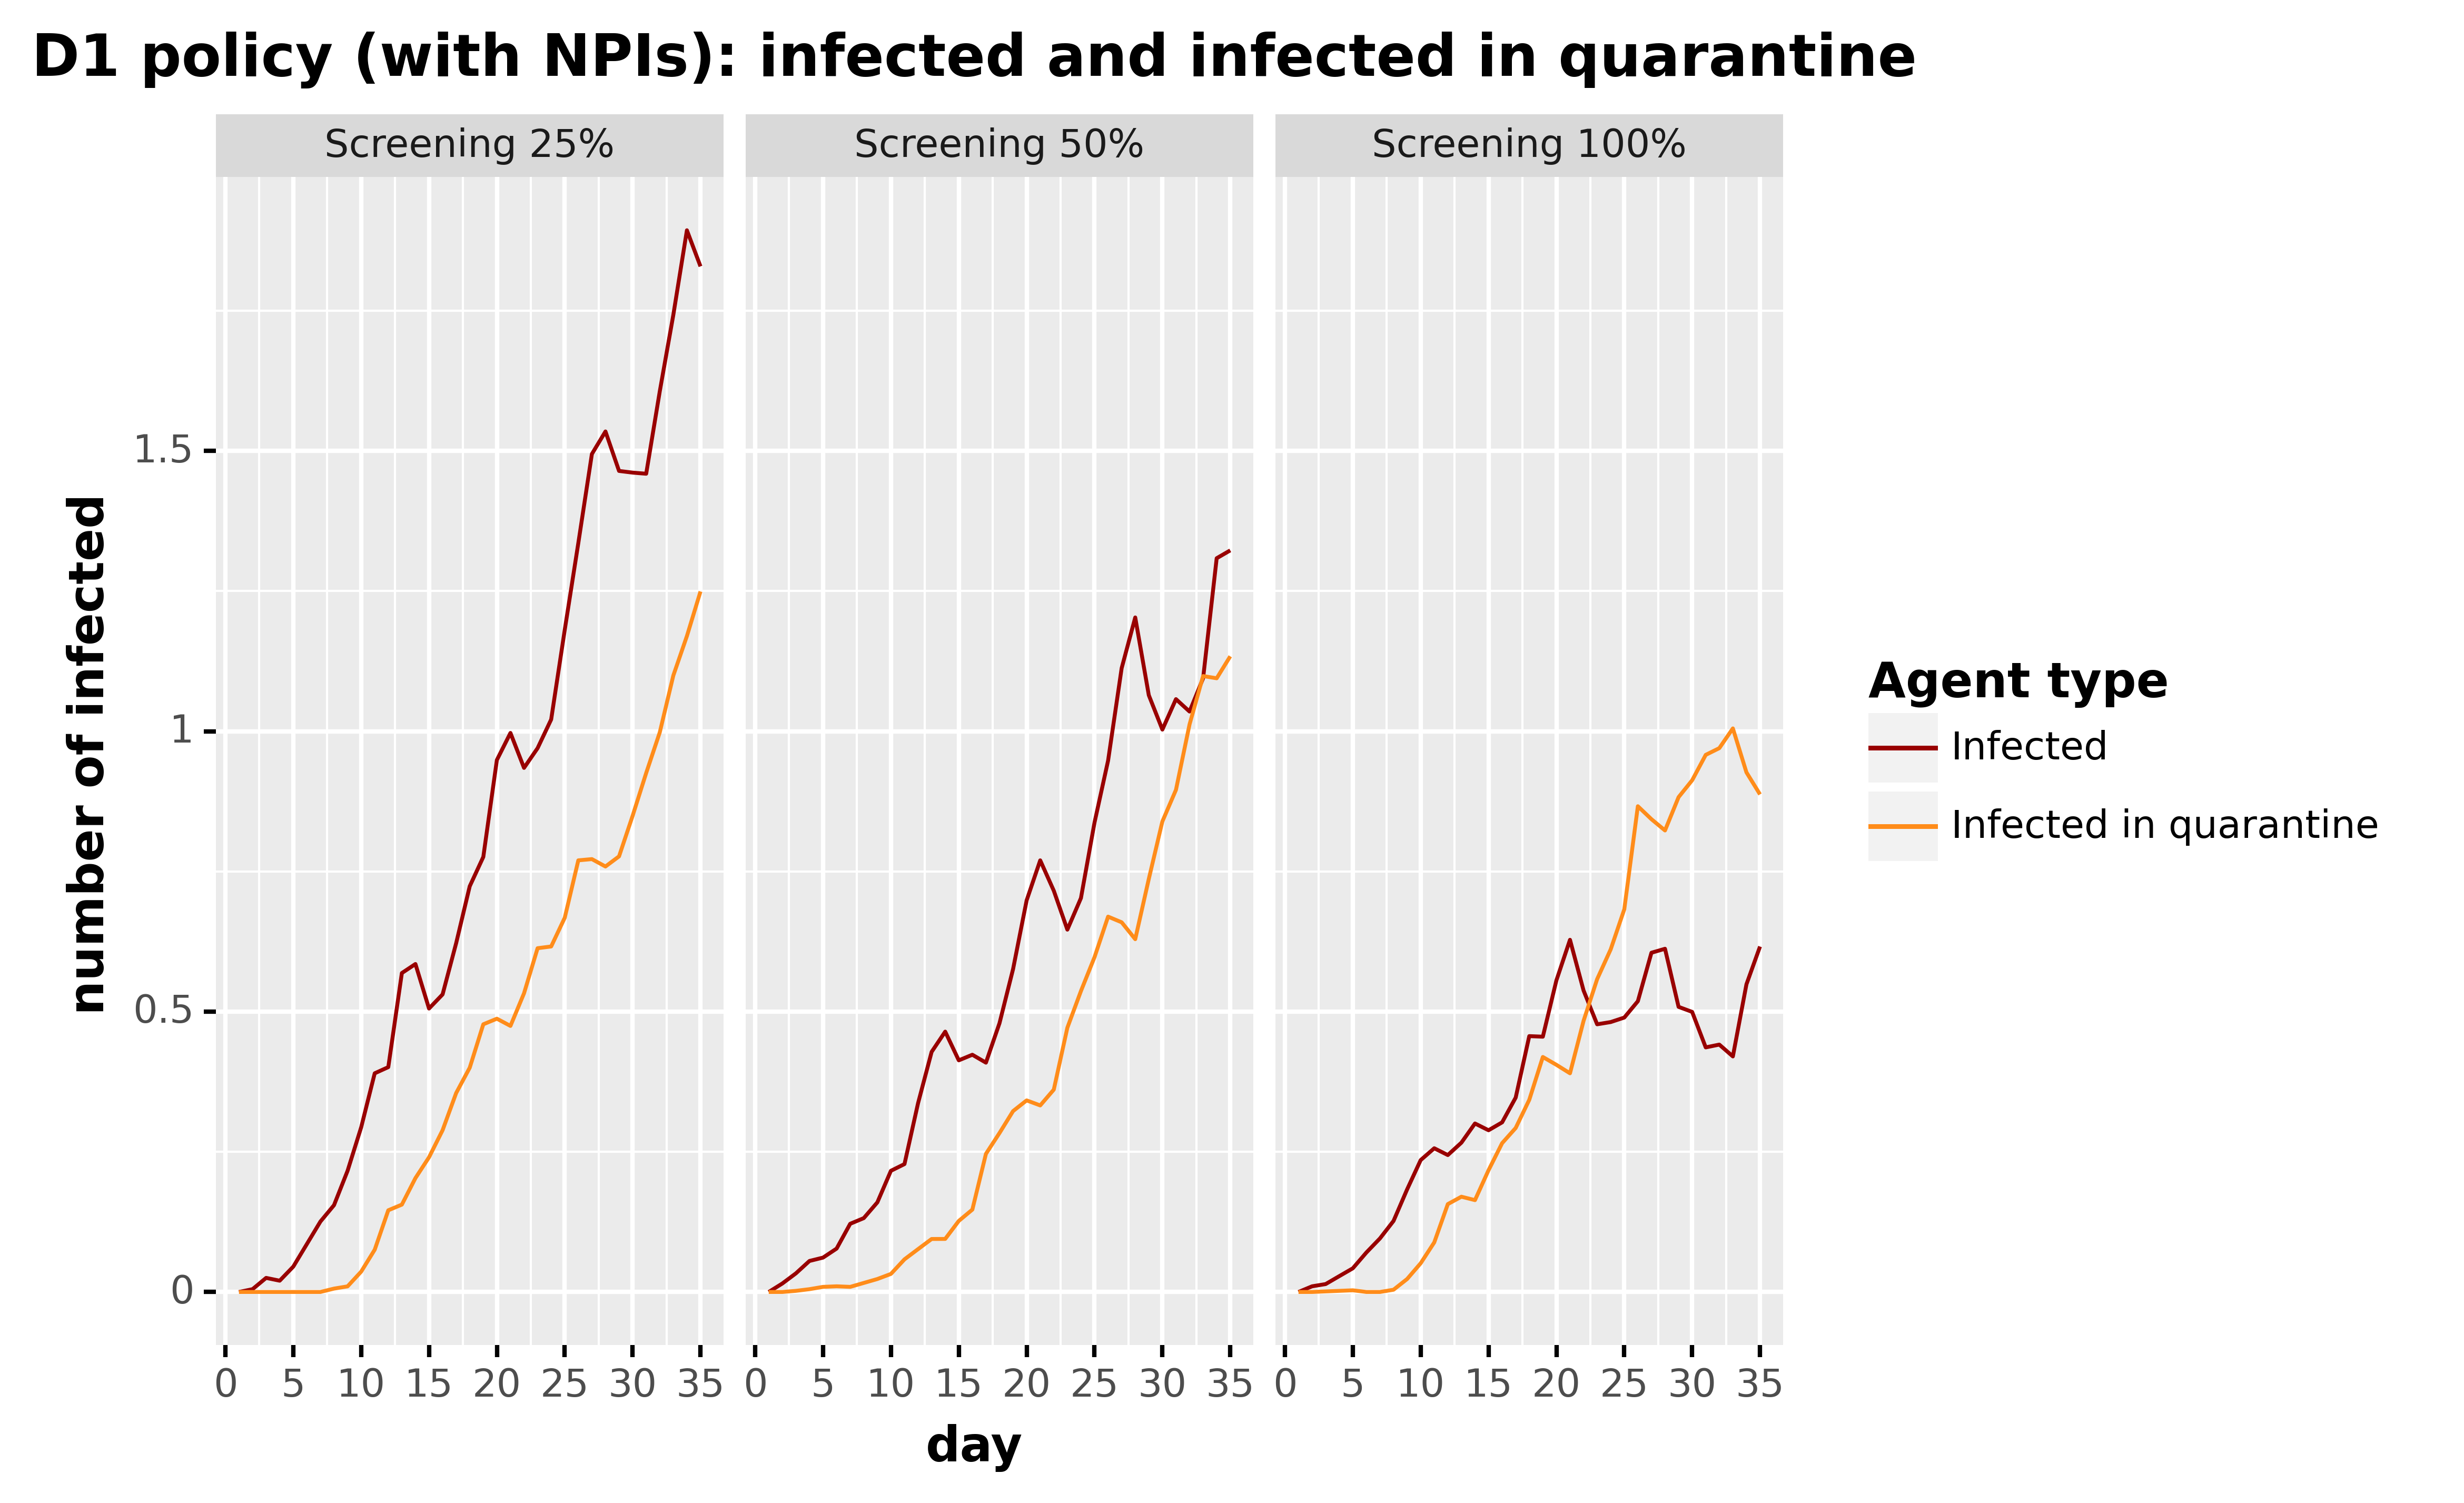 D1 policy (with NPIs): infected and infected in quarantine
Screening 25% Screening 50% Screening 100%
1.5
1
0.5
0
number of infected
0 5 10 15 20 25 30 35 0 5 10 15 20 25 30 35 0 5 10 15 20 25 30 35
day
Agent type
Infected
Infected in quarantine